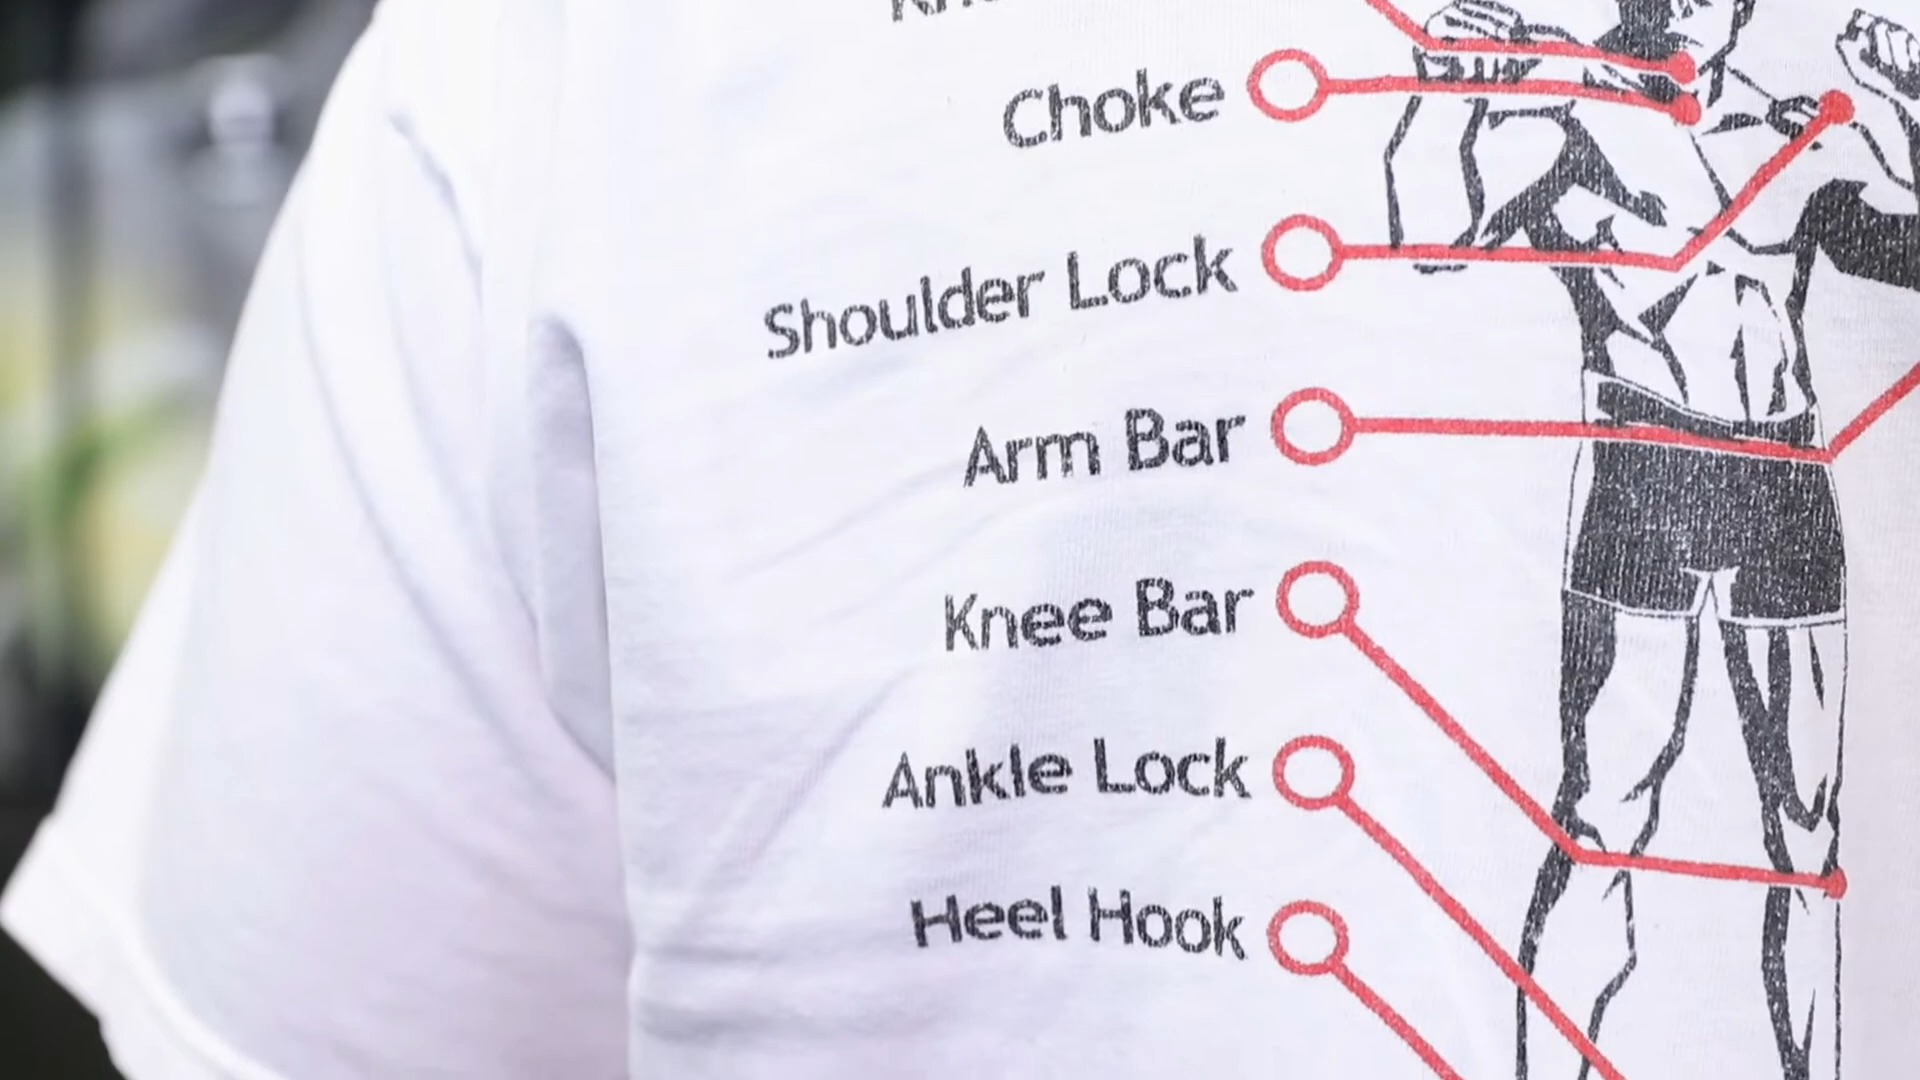 Choke
Shoulder Lock
Arm Bar
Knee Bar
Ankle Lock
Heel Hook